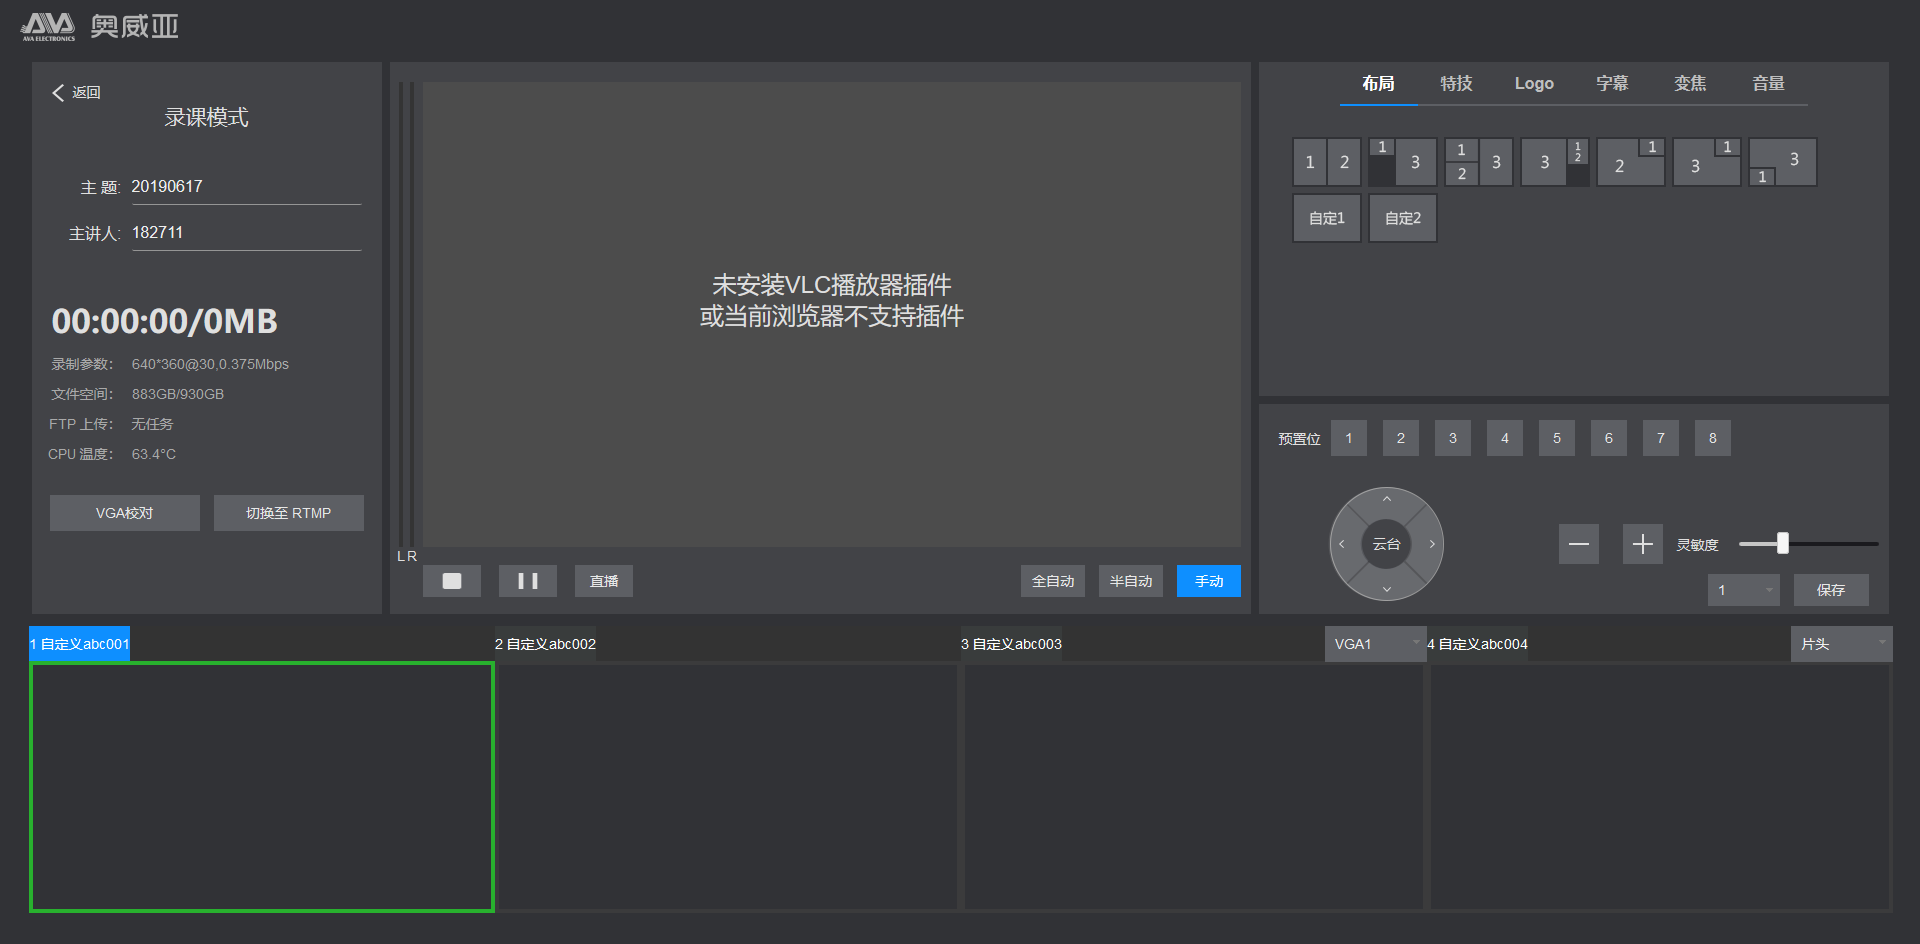 AVA ELECTRONICS 奥威亚
返回
录课模式
主 题: 20190617
主讲人: 182711
00:00:00/0MB
录制参数: 640*360@30,0.375Mbps
文件空间: 883GB/930GB
FTP 上传: 无任务
CPU 温度: 63.4°C
VGA校对 切换至 RTMP
未安装VLC播放器插件
或当前浏览器不支持插件
L R
直播 全自动 半自动 手动
布局 特技 Logo 字幕 变焦 音量
1 2 1 3 1 2 3 3 1 2 2 1 3 1 3 1
自定1 自定2
预置位 1 2 3 4 5 6 7 8
云台
灵敏度
1 保存
1 自定义abc001 2 自定义abc002 3 自定义abc003 VGA1 4 自定义abc004 片头